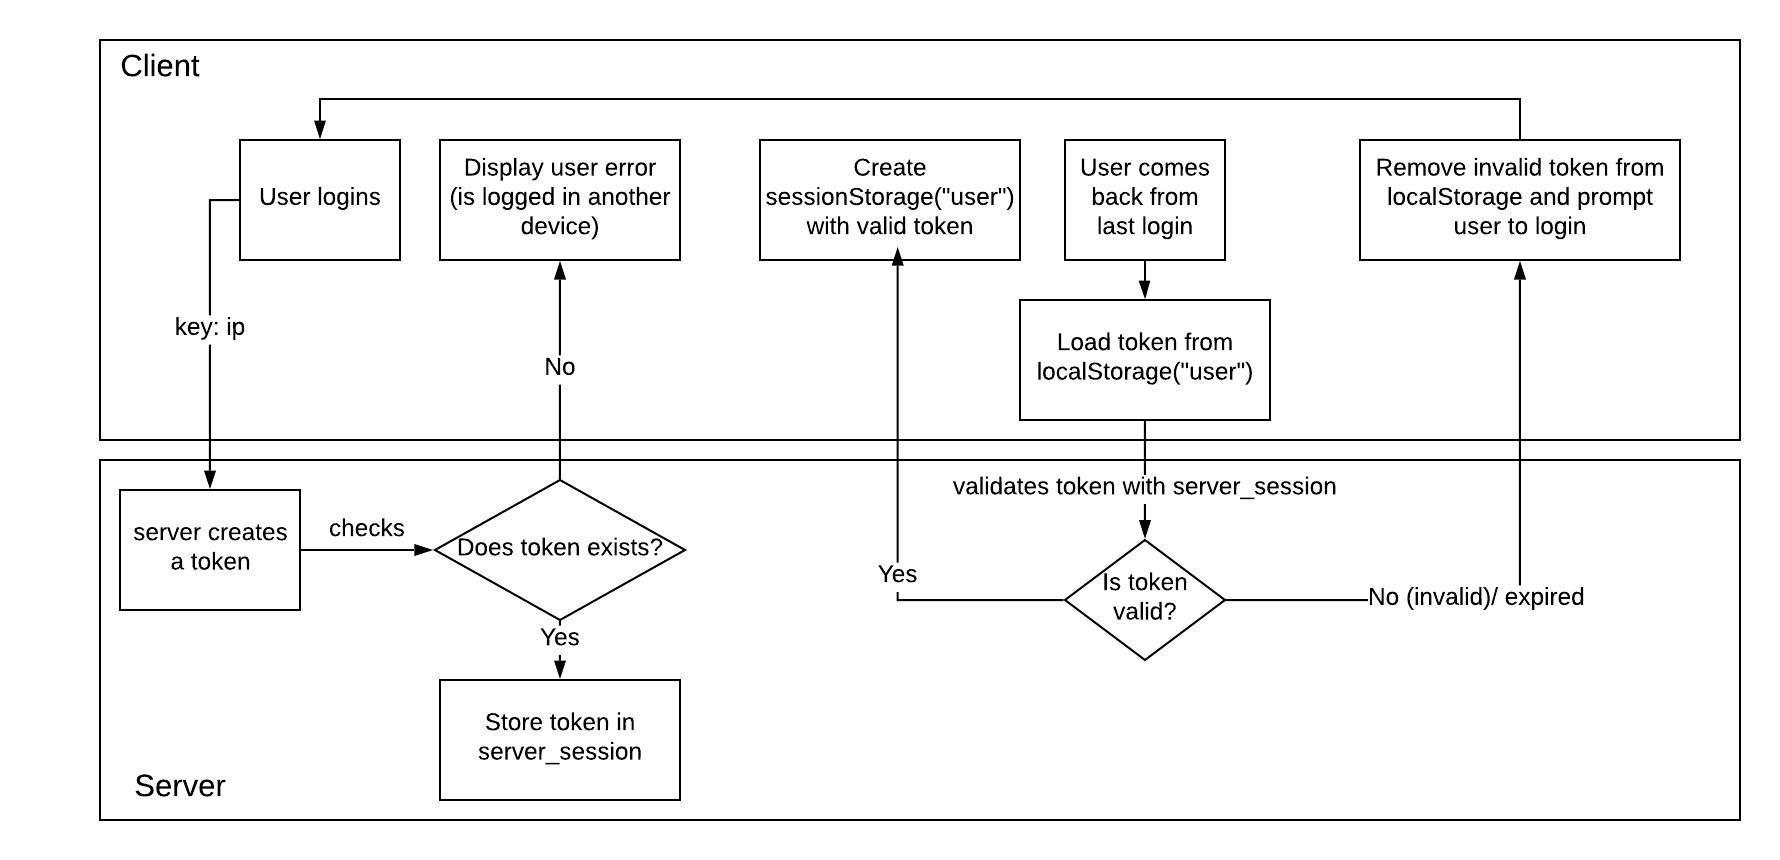 Client
User logins
Display user error
(is logged in another
device)
Create
sessionStorage("user")
with valid token
User comes
back from
last login
Remove invalid token from
localStorage and prompt
user to login
key: ip
No
Load token from
localStorage("user")
validates token with server_session
server creates
a token
checks
Does token exists?
Yes
Is token
valid?
No (invalid)/ expired
Yes
Store token in
server_session
Server